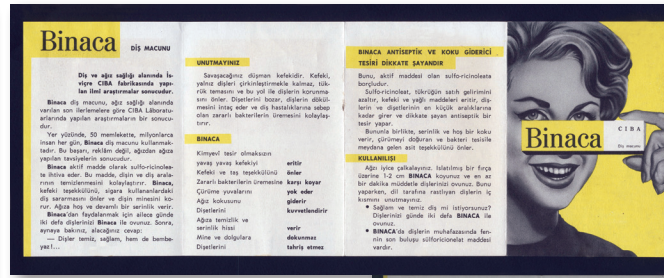 Binaca DİŞ MACUNU
Diş ve ağız sağlığı alanında İs-
viçre CIBA fabrikasında yapı-
lan ilmî araştırmalar sonucudur.
Binaca diş macunu, ağız sağlığı alanında
varılan son ilerlemelere göre CIBA Lâboratu-
arlarında yapılan araştırmaların bir sonucu-
dur.
Yer yüzünde, 50 memlekette, milyonlarca
insan her gün, Binaca diş macunu kullanmak-
tadır. Bu başarı, reklâm değil, ağızdan ağıza
yapılan tavsiyelerin sonucudur.
Binaca aktif madde olarak sulfo-ricinolea-
te ihtiva eder. Bu madde, dişin ve diş arala-
rının temizlenmesini kolaylaştırır. Binaca,
kefeki teşekkülünü, sigara kullananlardaki
diş sararmasını önler ve dişin minesini ko-
rur. Ağıza hoş ve devamlı bir serinlik verir.
Binaca'dan faydalanmak için ailece günde
iki defa dişlerinizi Binaca ile ovunuz. Sonra,
aynaya bakınız, alacağınız cevap:
— Dişler temiz, sağlam, hem de bembe-
yaz!...
UNUTMAYINIZ
Savaşacağınız düşman kefekidir. Kefeki,
yalnız dişleri çirkinleştirmekle kalmaz, tük-
rük temasını ve bu yol ile dişlerin korunma-
sını önler. Dişetlerini bozar, dişlerin dökül-
mesini intaç eder ve diş hastalıklarına sebep
olan zararlı bakterilerin üremesini kolaylaş-
tırır.
BINACA
Kimyevî tesir olmaksızın
yavaş yavaş kefekiyi eritir
Kefeki ve taş teşekkülünü önler
Zararlı bakterilerin üremesine karşı koyar
Çürüme yuvalarını yok eder
Ağız kokusunu giderir
Dişetlerini kuvvetlendirir
Ağıza temizlik ve
serinlik hissi verir
Mine ve dolgulara dokunmaz
Dişetlerini tahriş etmez
BINACA ANTİSEPTİK VE KOKU GİDERİCİ
TESİRİ DİKKATE ŞAYANDIR
Bunu, aktif maddesi olan sulfo-ricinoleata
borçludur.
Sulfo-ricinoleat, tükrüğün satıh gerilimini
azaltır, kefeki ve yağlı maddeleri eritir, diş-
lerin ve dişetlerinin en küçük aralıklarına
kadar girer ve dikkate şayan antiseptik bir
tesir yapar.
Bununla birlikte, serinlik ve hoş bir koku
verir, çürümeyi doğuran ve bakteri tesisile
meydana gelen asit teşekkülünü önler.
KULLANILIŞI
Ağzı iyice çalkalayınız. Islatılmış bir fırça
üzerine 1-2 cm BINACA koyunuz ve en az
bir dakika müddetle dişlerinizi ovunuz. Bunu
yaparken, dil tarafına rastlıyan dişlerin iç
kısmını unutmayınız.
• Sağlam ve temiz diş mi istiyorsunuz?
Dişlerinizi günde iki defa BINACA ile
ovunuz.
• BINACA'da dişlerin muhafazasında fen-
nin son buluşu sülforicionelat maddesi
vardır.
Binaca
CIBA
Diş macunu